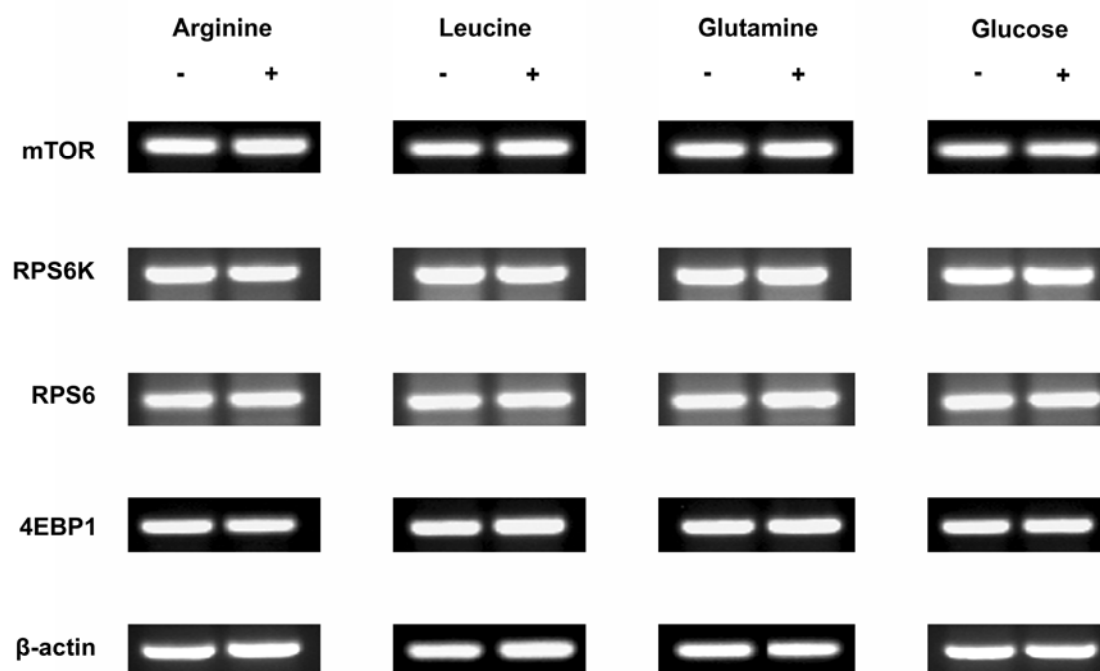 Arginine Leucine Glutamine Glucose
- + - + - + - +
mTOR
RPS6K
RPS6
4EBP1
β-actin